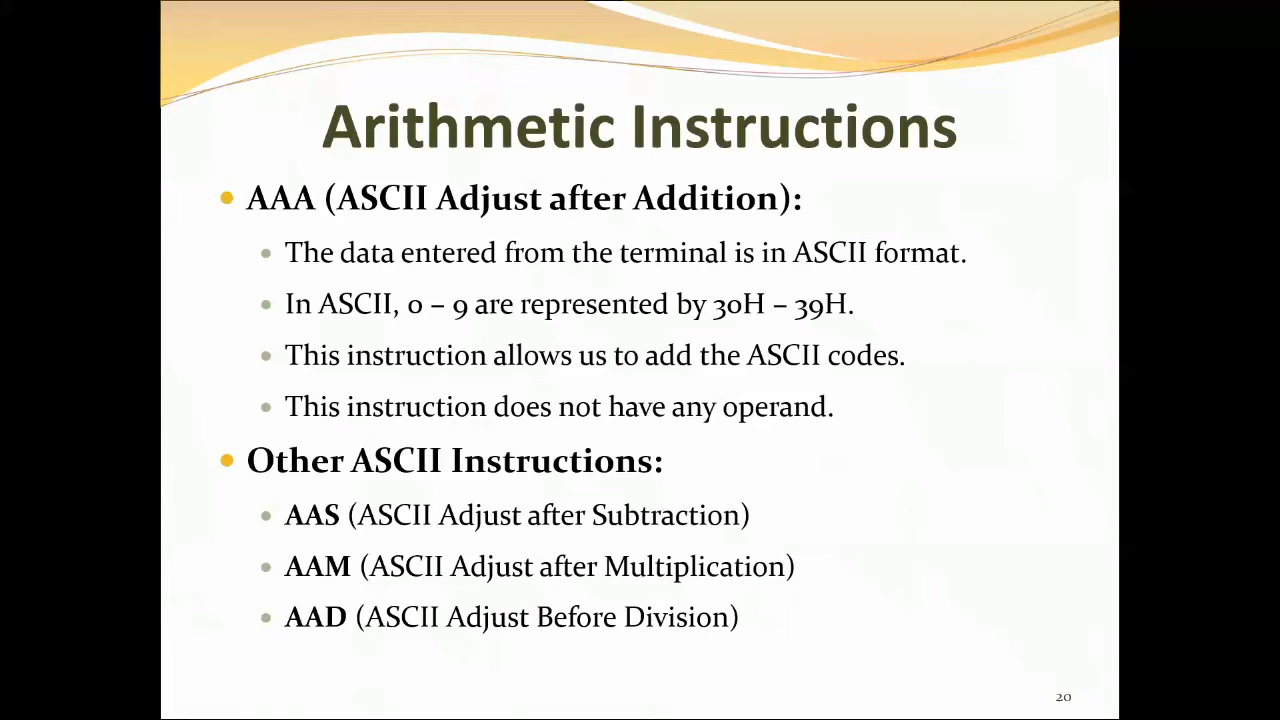 Arithmetic Instructions
• AAA (ASCII Adjust after Addition):
• The data entered from the terminal is in ASCII format.
• In ASCII, 0 – 9 are represented by 30H – 39H.
• This instruction allows us to add the ASCII codes.
• This instruction does not have any operand.
• Other ASCII Instructions:
• AAS (ASCII Adjust after Subtraction)
• AAM (ASCII Adjust after Multiplication)
• AAD (ASCII Adjust Before Division)
20